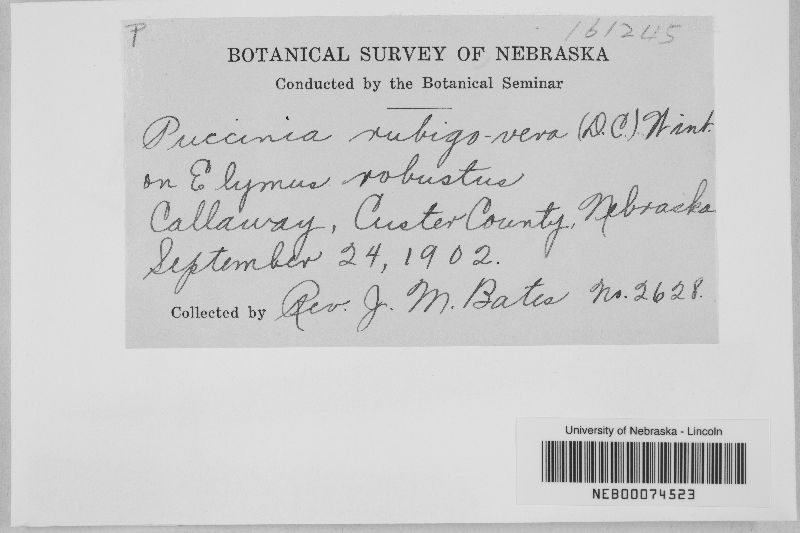 P
161245
BOTANICAL SURVEY OF NEBRASKA
Conducted by the Botanical Seminar
Puccinia rubigo-vera (D.C.) Wint.
on Elymus robustus
Callaway, Custer County, Nebraska
September 24, 1902.
Collected by Rev. J. M. Bates No. 2628.
University of Nebraska - Lincoln
NEB00074523